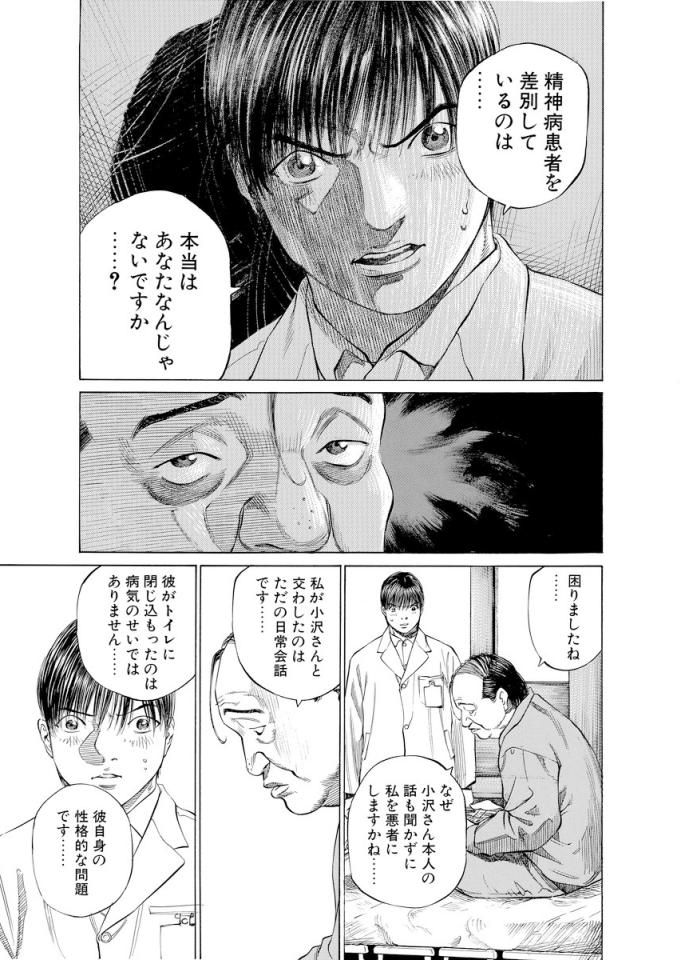 精神病患者を
差別して
いるのは
……
本当は
あなたなんじゃ
ないですか
……?
困りましたね
……
なぜ
小沢さん本人の
話も聞かずに
私を悪者に
しますかね……
私が小沢さんと
交わしたのは
ただの日常会話
です……
彼がトイレに
閉じ込もったのは
病気のせいでは
ありません……
彼自身の
性格的な問題
です……